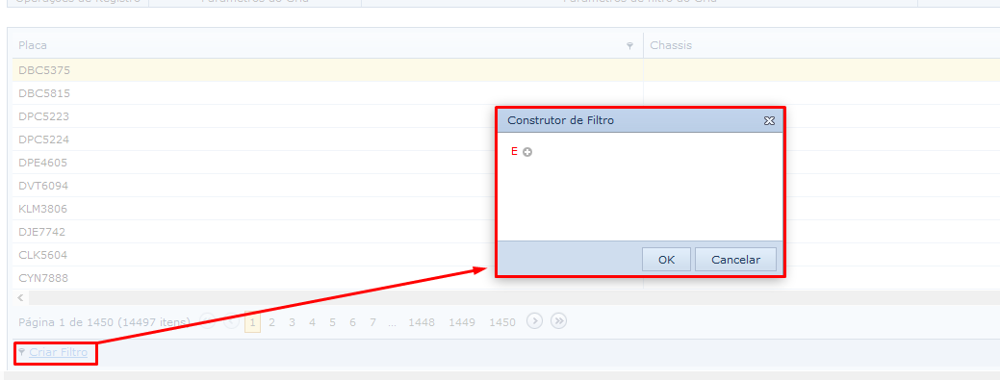 Operações do Registro Parâmetros do Grid Parâmetros de filtro do Grid
Placa Chassis
DBC5375
DBC5815
DPC5223
DPC5224
DPE4605
DVT6094
KLM3806
DJE7742
CLK5604
CYN7888
Construtor de Filtro
E
OK Cancelar
Página 1 de 1450 (14497 itens) 1 2 3 4 5 6 7 ... 1448 1449 1450
Criar Filtro